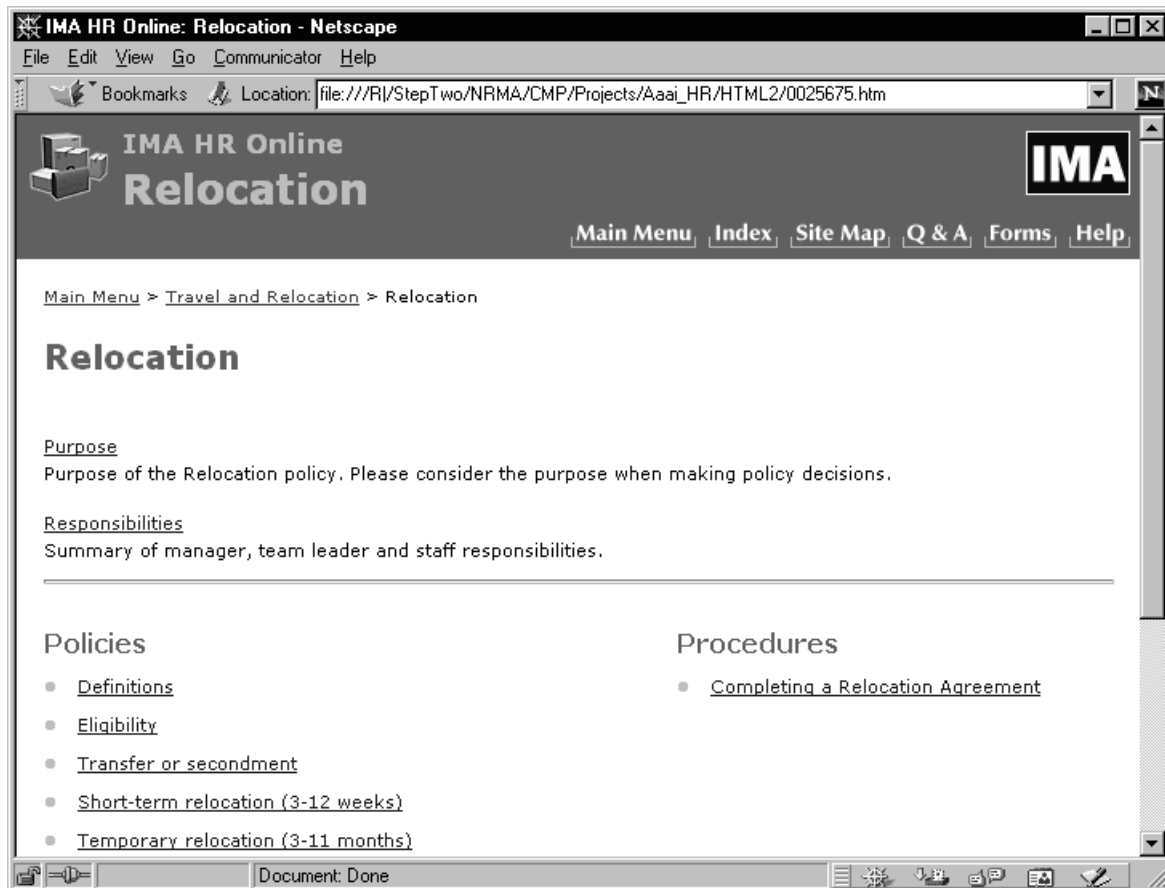 IMA HR Online: Relocation - Netscape
File Edit View Go Communicator Help
Bookmarks Location: file:///R|/StepTwo/NRMA/CMP/Projects/Aaai_HR/HTML2/0025675.htm N
IMA HR Online
Relocation
IMA
Main Menu Index Site Map Q & A Forms Help
Main Menu > Travel and Relocation > Relocation
Relocation
Purpose
Purpose of the Relocation policy. Please consider the purpose when making policy decisions.
Responsibilities
Summary of manager, team leader and staff responsibilities.
Policies
Procedures
Definitions
Completing a Relocation Agreement
Eligibility
Transfer or secondment
Short-term relocation (3-12 weeks)
Temporary relocation (3-11 months)
Document: Done